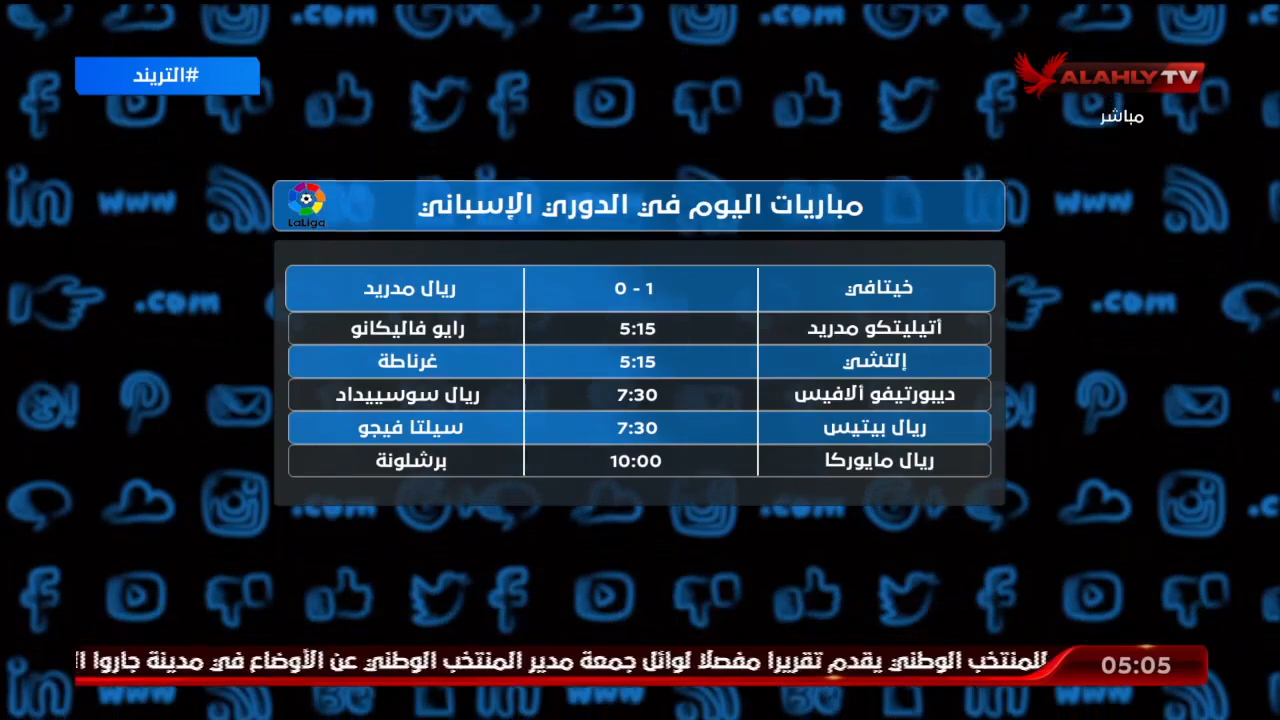 #التريند
ALAHLY TV
مباشر
مباريات اليوم في الدوري الإسباني
LaLiga
خيتافي 1 - 0 ريال مدريد
أتيليتكو مدريد 5:15 رايو فاليكانو
إلتشي 5:15 غرناطة
ديبورتيفو ألافيس 7:30 ريال سوسييداد
ريال بيتيس 7:30 سيلتا فيجو
ريال مايوركا 10:00 برشلونة
للمنتخب الوطني يقدم تقريرا مفصلا لوائل جمعة مدير المنتخب الوطني عن الأوضاع في مدينة جاروا
05:05